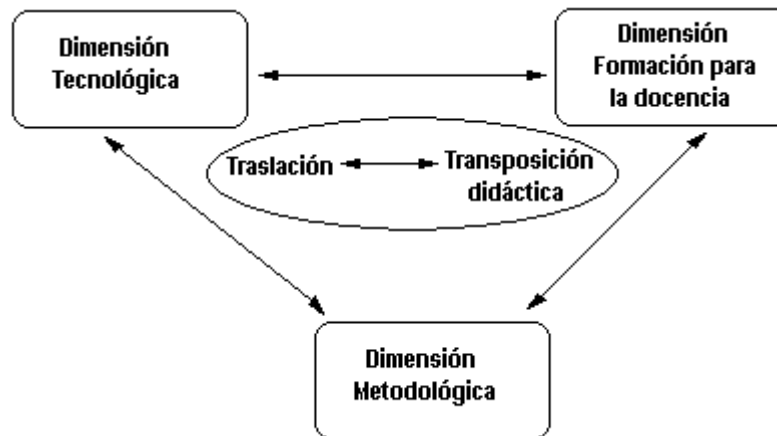 Dimensión
Tecnológica
Dimensión
Formación para
la docencia
Traslación
Transposición
didáctica
Dimensión
Metodológica